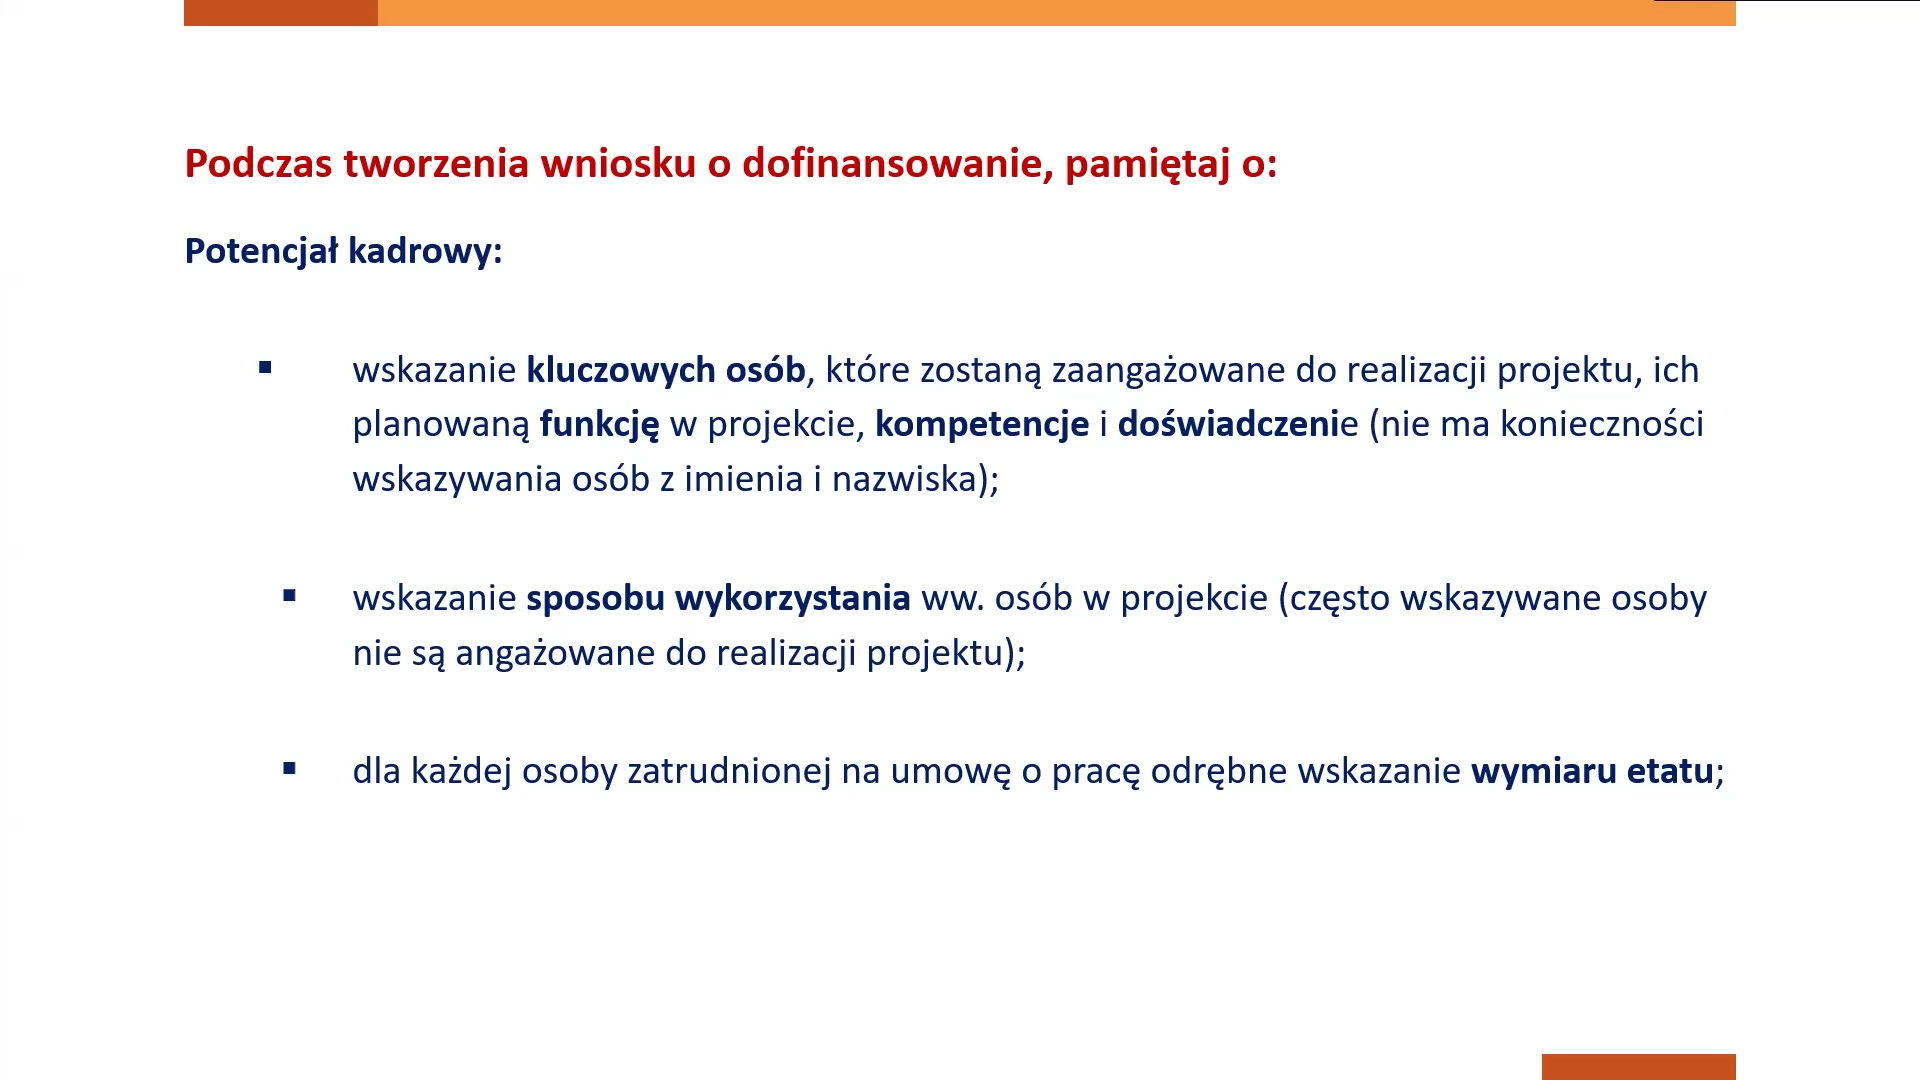 Podczas tworzenia wniosku o dofinansowanie, pamiętaj o:
Potencjał kadrowy:
▪ wskazanie kluczowych osób, które zostaną zaangażowane do realizacji projektu, ich
planowaną funkcję w projekcie, kompetencje i doświadczenie (nie ma konieczności
wskazywania osób z imienia i nazwiska);
▪ wskazanie sposobu wykorzystania ww. osób w projekcie (często wskazywane osoby
nie są angażowane do realizacji projektu);
▪ dla każdej osoby zatrudnionej na umowę o pracę odrębne wskazanie wymiaru etatu;